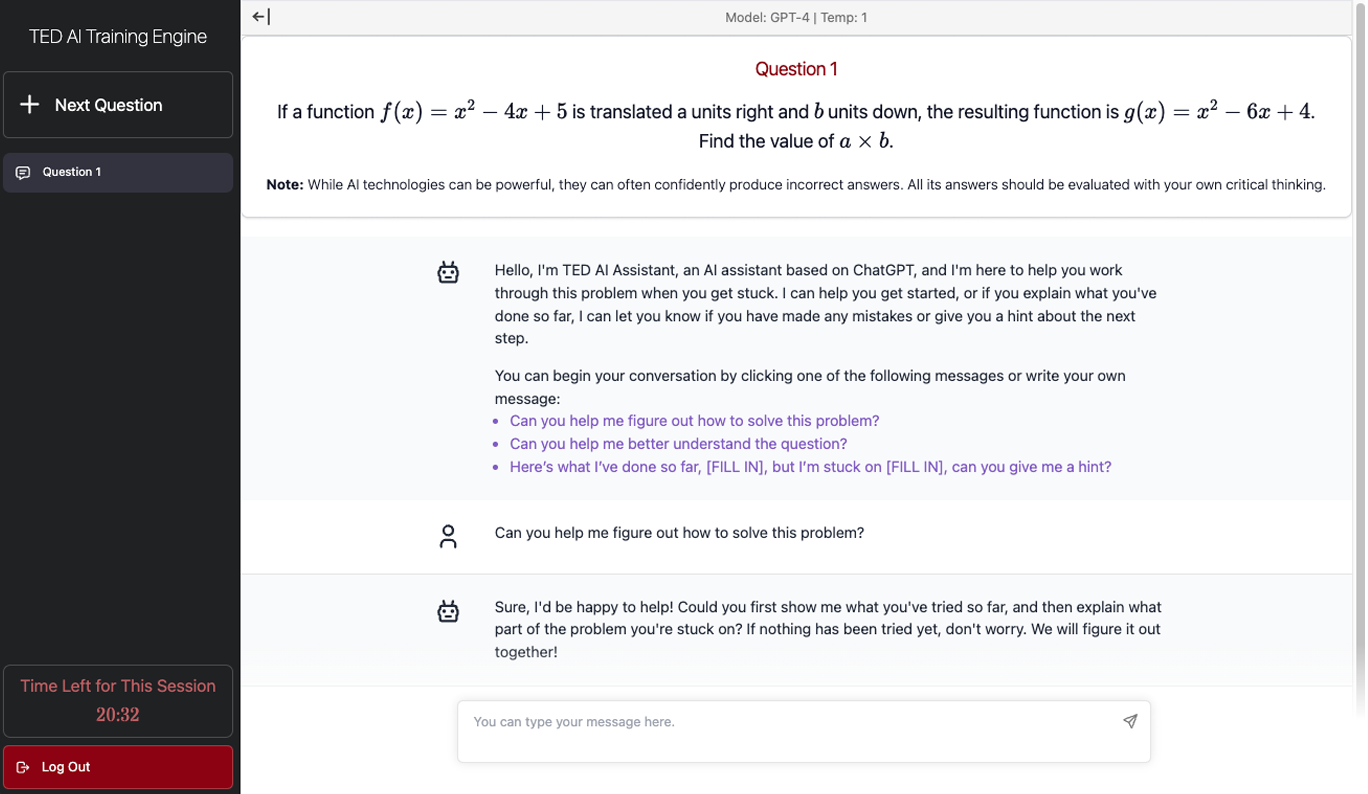 TED AI Training Engine
Next Question
Question 1
Time Left for This Session
20:32
Log Out
Model: GPT-4 | Temp: 1
Question 1
If a function f(x) = x² − 4x + 5 is translated a units right and b units down, the resulting function is g(x) = x² − 6x + 4.
Find the value of a × b.
Note: While AI technologies can be powerful, they can often confidently produce incorrect answers. All its answers should be evaluated with your own critical thinking.
Hello, I'm TED AI Assistant, an AI assistant based on ChatGPT, and I'm here to help you work
through this problem when you get stuck. I can help you get started, or if you explain what you've
done so far, I can let you know if you have made any mistakes or give you a hint about the next
step.
You can begin your conversation by clicking one of the following messages or write your own
message:
• Can you help me figure out how to solve this problem?
• Can you help me better understand the question?
• Here's what I've done so far, [FILL IN], but I'm stuck on [FILL IN], can you give me a hint?
Can you help me figure out how to solve this problem?
Sure, I'd be happy to help! Could you first show me what you've tried so far, and then explain what
part of the problem you're stuck on? If nothing has been tried yet, don't worry. We will figure it out
together!
You can type your message here.